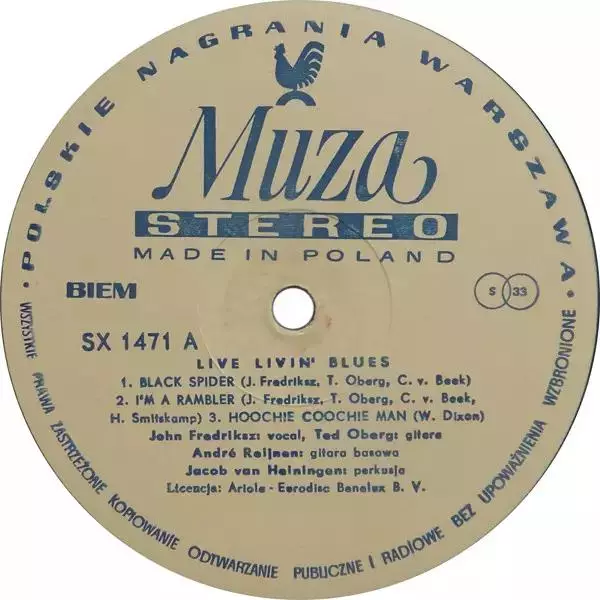 · POLSKIE NAGRANIA WARSZAWA ·
Muza
STEREO
MADE IN POLAND
BIEM
S 33
SX 1471 A
LIVE LIVIN' BLUES
1. BLACK SPIDER (J. Fredriksz, T. Oberg, C. v. Beek)
2. I'M A RAMBLER (J. Fredriksz, T. Oberg, C. v. Beek,
H. Smitskamp) 3. HOOCHIE COOCHIE MAN (W. Dixon)
John Fredriksz: vocal, Ted Oberg: gitara
André Reijnen: gitara basowa
Jacob van Heiningen: perkusja
Licencja: Ariola - Eurodisc Benelux B. V.
WSZYSTKIE PRAWA ZASTRZEŻONE KOPIOWANIE ODTWARZANIE PUBLICZNE I RADIOWE BEZ UPOWAŻNIENIA WZBRONIONE